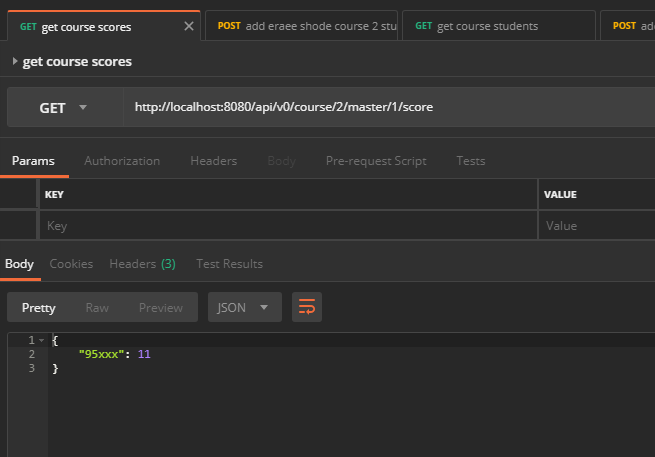 GET get course scores
POST add eraee shode course 2 stu
GET get course students
POST ad
get course scores
GET http://localhost:8080/api/v0/course/2/master/1/score
Params Authorization Headers Body Pre-request Script Tests
KEY VALUE
Key Value
Body Cookies Headers (3) Test Results
Pretty Raw Preview JSON
1 {
2 "95xxx": 11
3 }